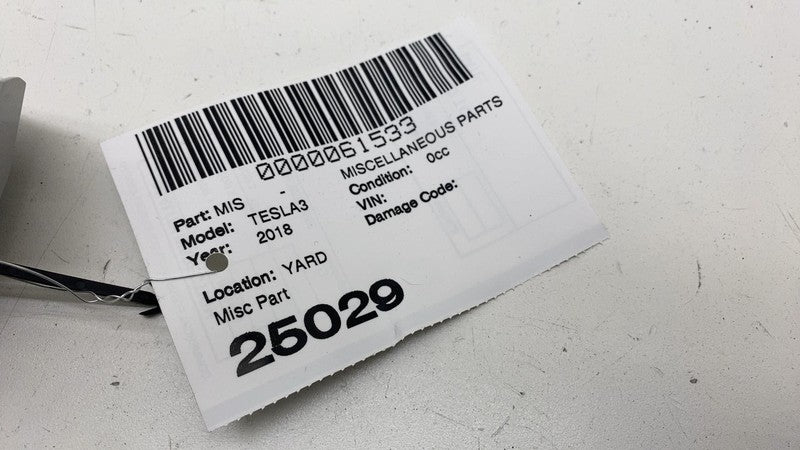 0000061533
Part: MIS - MISCELLANEOUS PARTS
Model: TESLA3 Condition: 0cc
Year: 2018 VIN:
Damage Code:
Location: YARD
Misc Part
25029